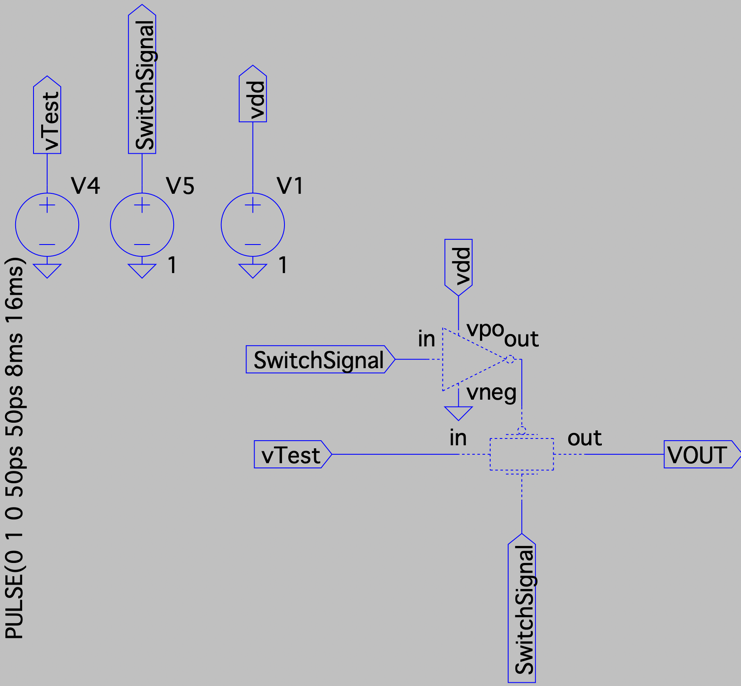 vTest
SwitchSignal
vdd
V4
V5
V1
1
1
PULSE(0 1 0 50ps 50ps 8ms 16ms)
vdd
in
vpo
out
SwitchSignal
vneg
in
out
vTest
VOUT
SwitchSignal